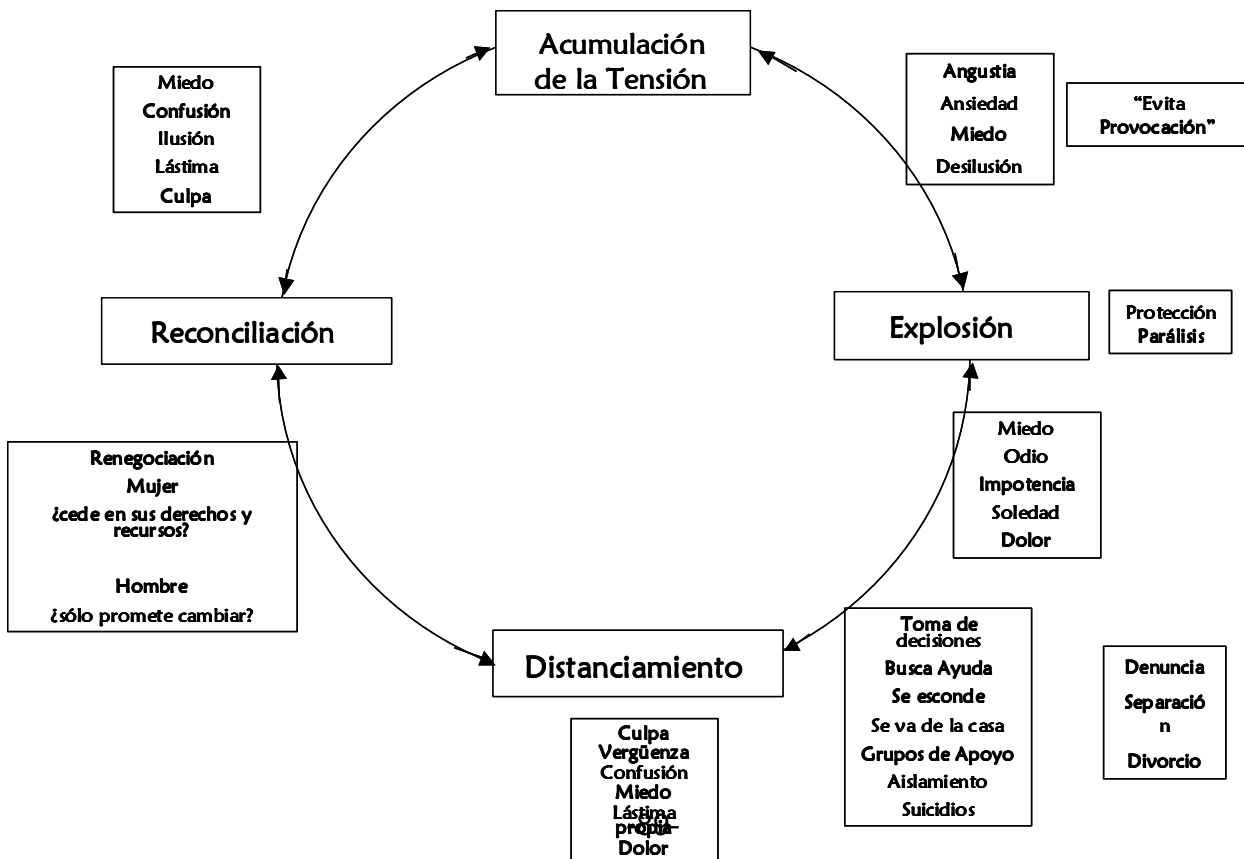 Acumulación
de la Tensión
Miedo
Confusión
Ilusión
Lástima
Culpa
Angustia
Ansiedad
Miedo
Desilusión
“Evita
Provocación”
Reconciliación
Explosión
Protección
Parálisis
Renegociación
Mujer
¿cede en sus derechos y
recursos?
Hombre
¿sólo promete cambiar?
Miedo
Odio
Impotencia
Soledad
Dolor
Distanciamiento
Toma de
decisiones
Busca Ayuda
Se esconde
Se va de la casa
Grupos de Apoyo
Aislamiento
Suicidios
Denuncia
Separació
n
Divorcio
Culpa
Vergüenza
Confusión
Miedo
Lástima
propia
Dolor